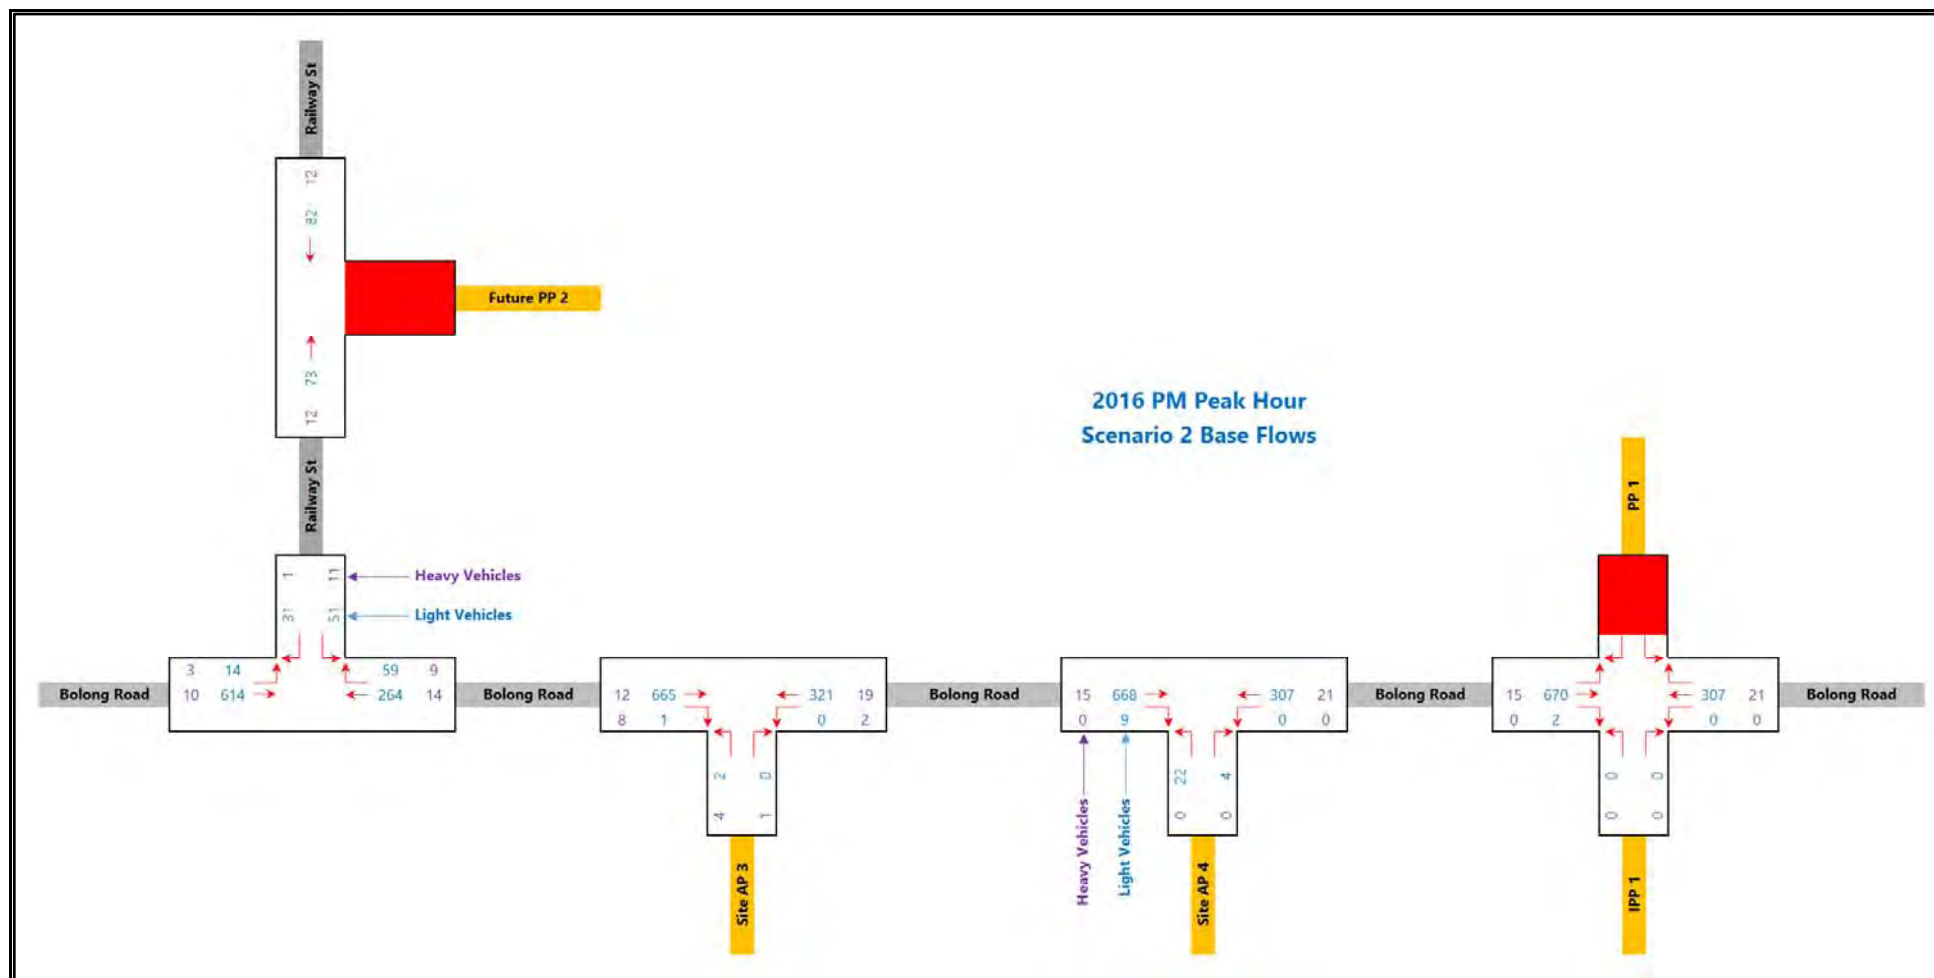 Railway St
12
82
Future PP 2
73
12
2016 PM Peak Hour
Scenario 2 Base Flows
Railway St
PP 1
1 11
Heavy Vehicles
31 51
Light Vehicles
3 14 59 9
Bolong Road
10 614 264 14
Bolong Road
12 665 321 19
8 1 0 2
Bolong Road
15 668 307 21
0 9 0 0
Bolong Road
15 670 307 21
0 2 0 0
Bolong Road
2 0
4 1
22 4
0 0
0 0
0 0
Heavy Vehicles
Light Vehicles
Site AP 3
Site AP 4
IPP 1